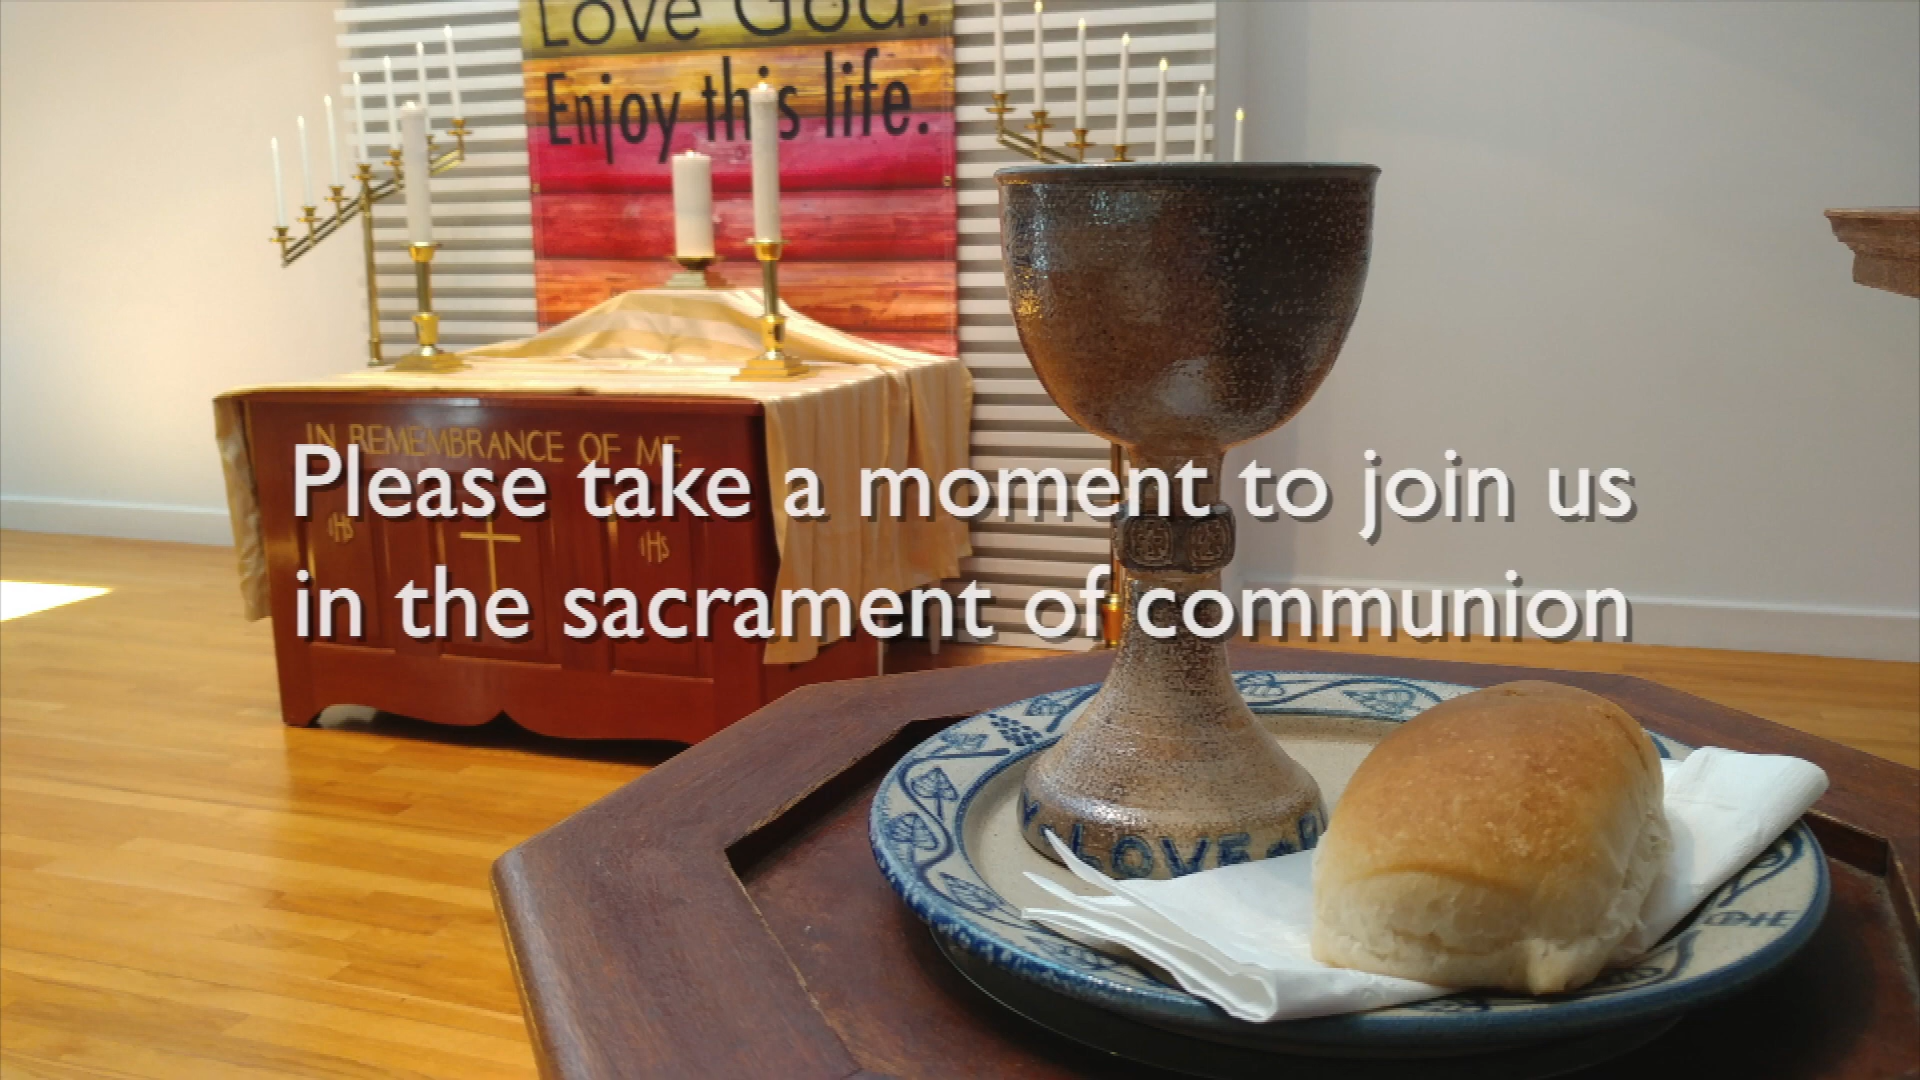 Love God.
Enjoy this life.
IN REMEMBRANCE OF ME
Please take a moment to join us
in the sacrament of communion
IHS
IHS
LOVE